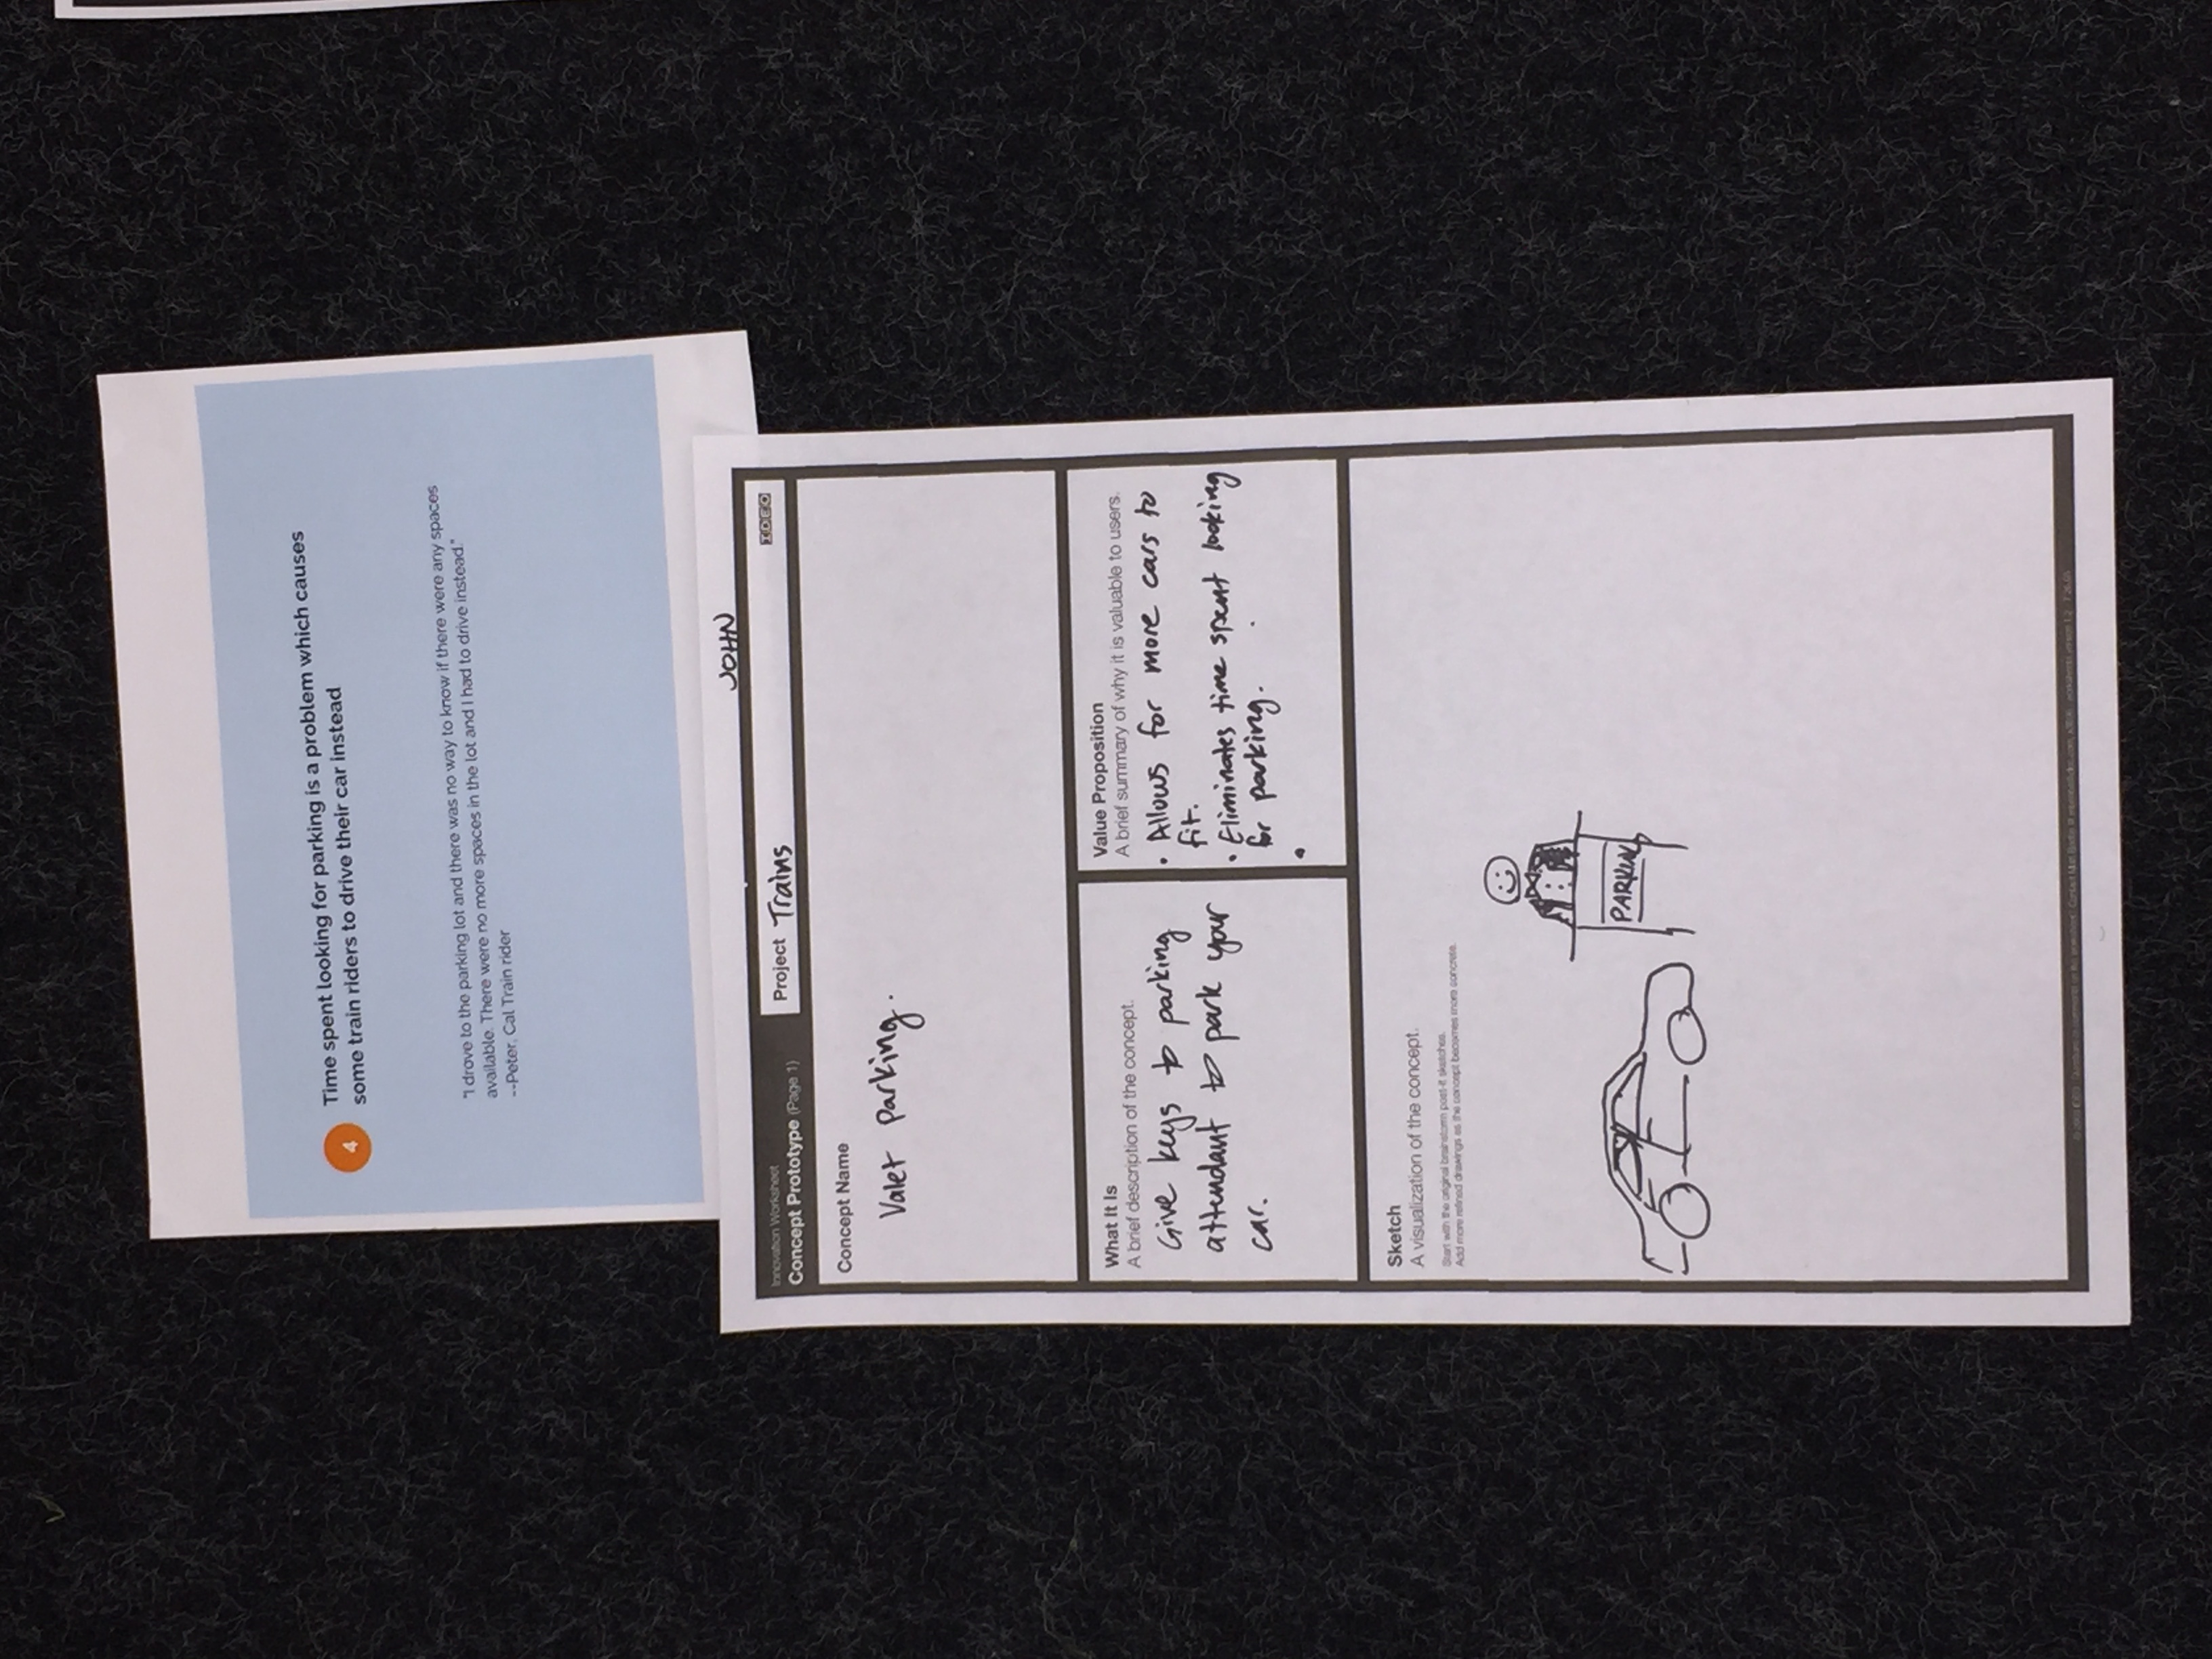 4
Time spent looking for parking is a problem which causes
some train riders to drive their car instead
"I drove to the parking lot and there was no way to know if there were any spaces
available. There were no more spaces in the lot and I had to drive instead."
--Peter, Cal Train rider
JOHN
Innovation Worksheet
Concept Prototype (Page 1)
Project Trains
IDEO
Concept Name
Valet parking.
What It Is
A brief description of the concept.
Give keys to parking
attendant to park your
car.
Value Proposition
A brief summary of why it is valuable to users.
• Allows for more cars to
fit.
• Eliminates time spent looking
for parking.
•
Sketch
A visualization of the concept.
Start with the original brainstorm post-it sketches.
Add more refined drawings as the concept becomes more concrete.
PARKING